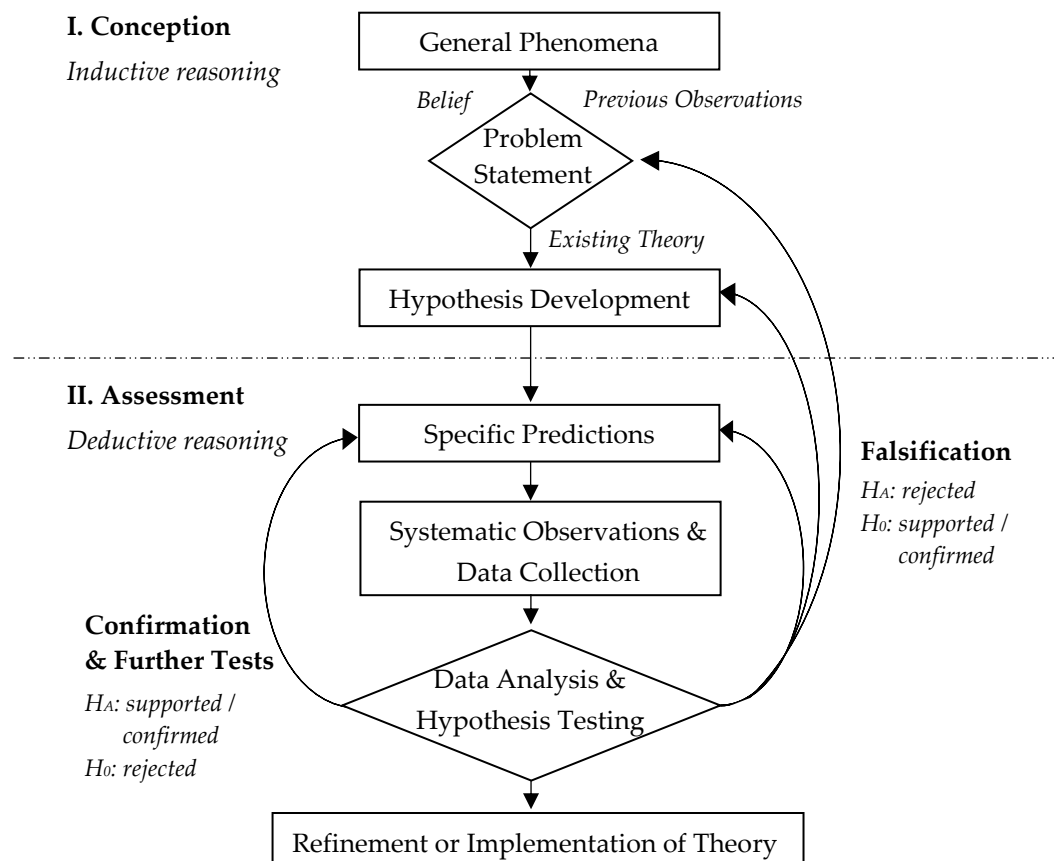 I. Conception
Inductive reasoning
General Phenomena
Belief
Previous Observations
Problem
Statement
Existing Theory
Hypothesis Development
II. Assessment
Deductive reasoning
Specific Predictions
Falsification
HA: rejected
H0: supported /
confirmed
Systematic Observations &
Data Collection
Confirmation
& Further Tests
HA: supported /
confirmed
H0: rejected
Data Analysis &
Hypothesis Testing
Refinement or Implementation of Theory